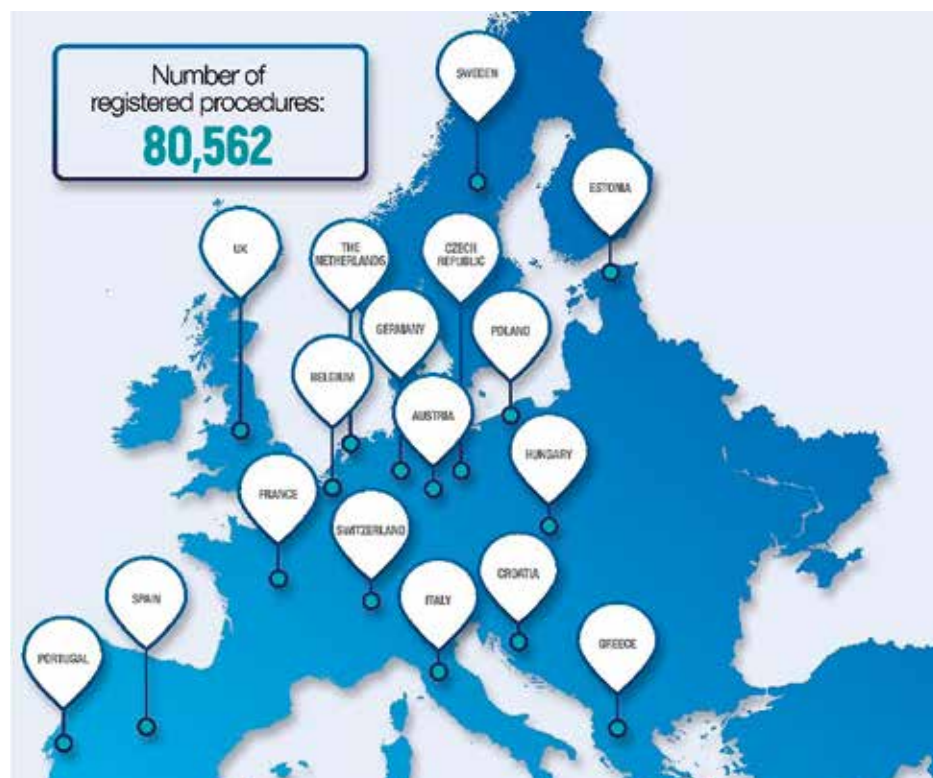 Number of
registered procedures:
80,562
SWEDEN
ESTONIA
UK
THE
NETHERLANDS
CZECH
REPUBLIC
GERMANY
POLAND
BELGIUM
AUSTRIA
HUNGARY
FRANCE
SWITZERLAND
CROATIA
SPAIN
ITALY
PORTUGAL
GREECE